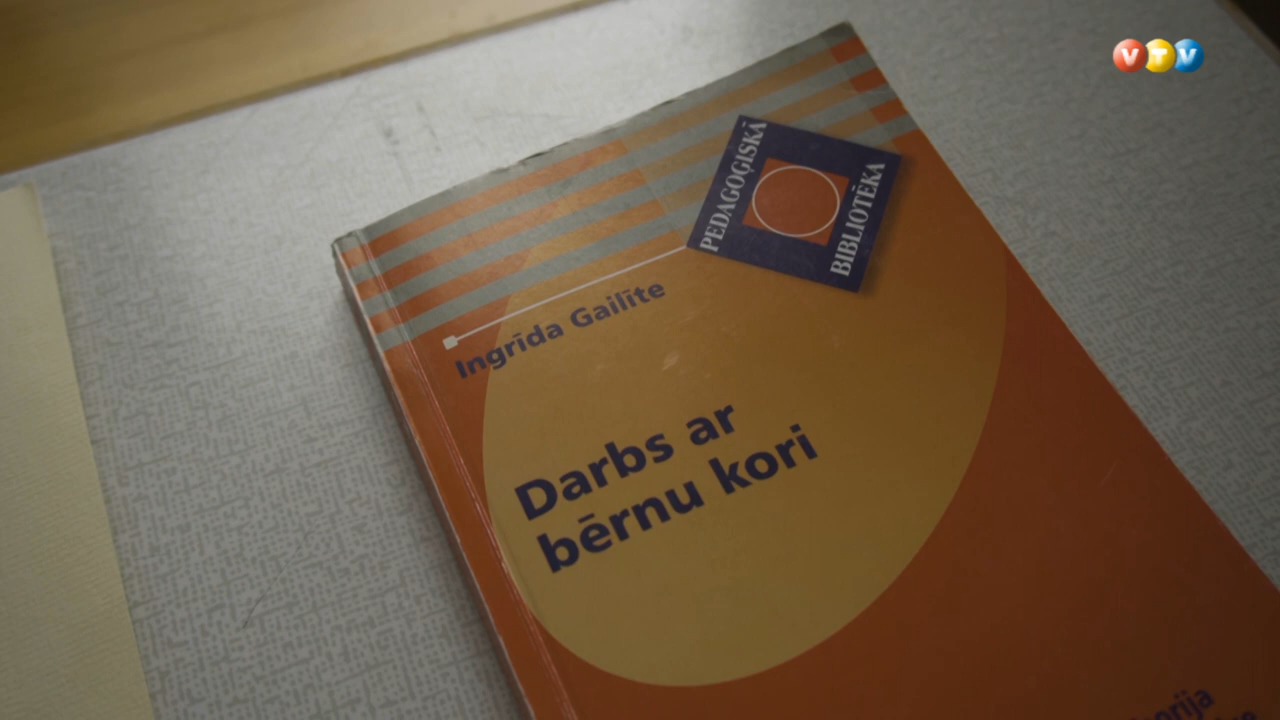 VTV
PEDAGOĢISKĀ
BIBLIOTĒKA
Ingrīda Gailīte
Darbs ar
bērnu kori